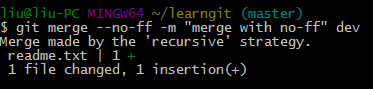 liu@liu-PC MINGW64 ~/learngit (master)
$ git merge --no-ff -m "merge with no-ff" dev
Merge made by the 'recursive' strategy.
 readme.txt | 1 +
 1 file changed, 1 insertion(+)